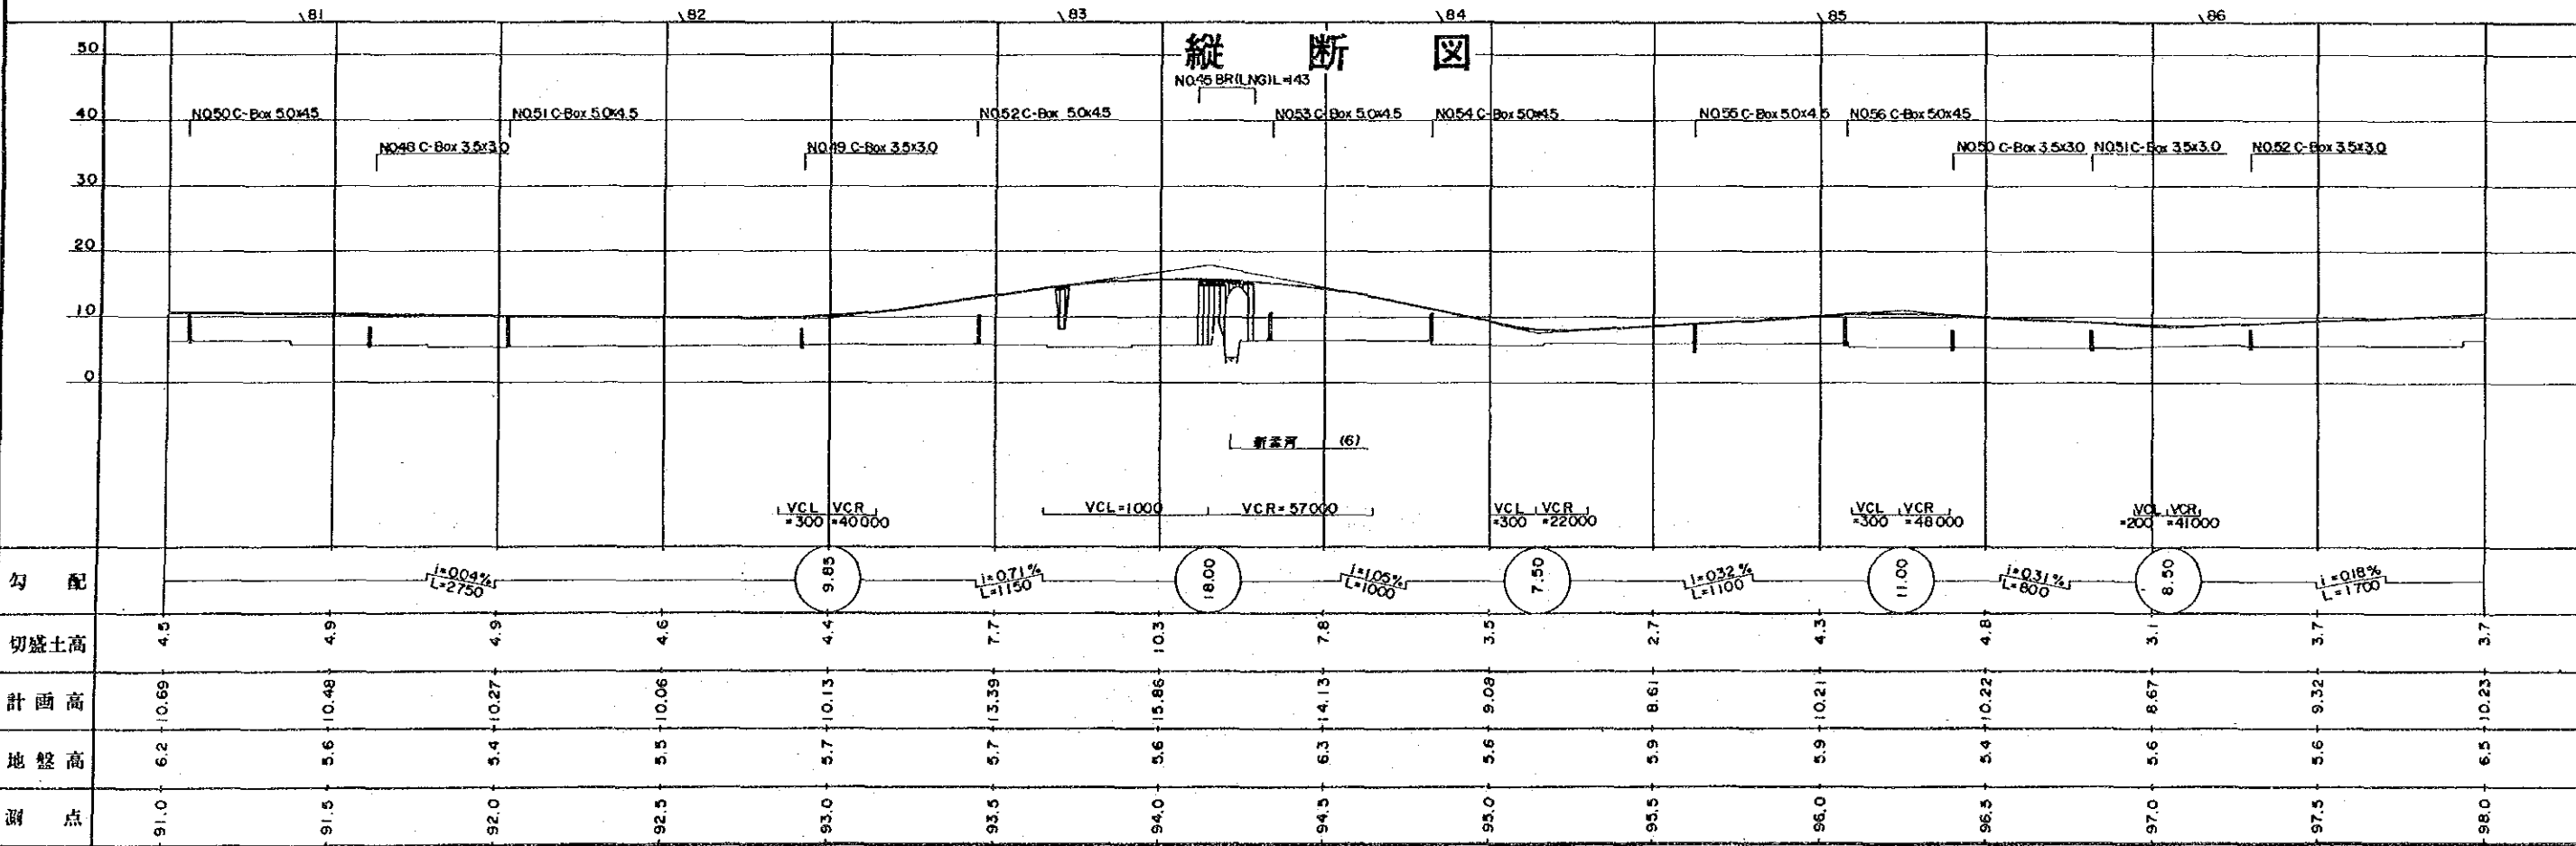 81 82 83 84 85 86
縦断図
50
NO.45 BR(LNG)L=143
40
NO.50 C-Box 5.0x4.5 NO.51 C-Box 5.0x4.5 NO.52 C-Box 5.0x4.5 NO.53 C-Box 5.0x4.5 NO.54 C-Box 5.0x4.5 NO.55 C-Box 5.0x4.5 NO.56 C-Box 5.0x4.5
NO.48 C-Box 3.5x3.0 NO.49 C-Box 3.5x3.0 NO.50 C-Box 3.5x3.0 NO.51 C-Box 3.5x3.0 NO.52 C-Box 3.5x3.0
30
20
10
0
新孟河 (6)
VCL=300 VCR=40000 VCL=1000 VCR=57000 VCL=300 VCR=22000 VCL=300 VCR=48000 VCL=200 VCR=41000
勾配 i=0.04% L=2750 9.85 i=0.71% L=1150 18.00 i=1.05% L=1000 7.50 i=0.32% L=1100 11.00 i=0.31% L=800 8.50 i=0.18% L=1700
切盛土高 4.5 4.9 4.9 4.6 4.4 7.7 10.3 7.8 3.5 2.7 4.3 4.8 3.1 3.7 3.7
計画高 10.69 10.48 10.27 10.06 10.13 13.39 15.86 14.13 9.08 8.61 10.21 10.22 8.67 9.32 10.23
地盤高 6.2 5.6 5.4 5.5 5.7 5.7 5.6 6.3 5.6 5.9 5.9 5.4 5.6 5.6 6.5
測点 91.0 91.5 92.0 92.5 93.0 93.5 94.0 94.5 95.0 95.5 96.0 96.5 97.0 97.5 98.0